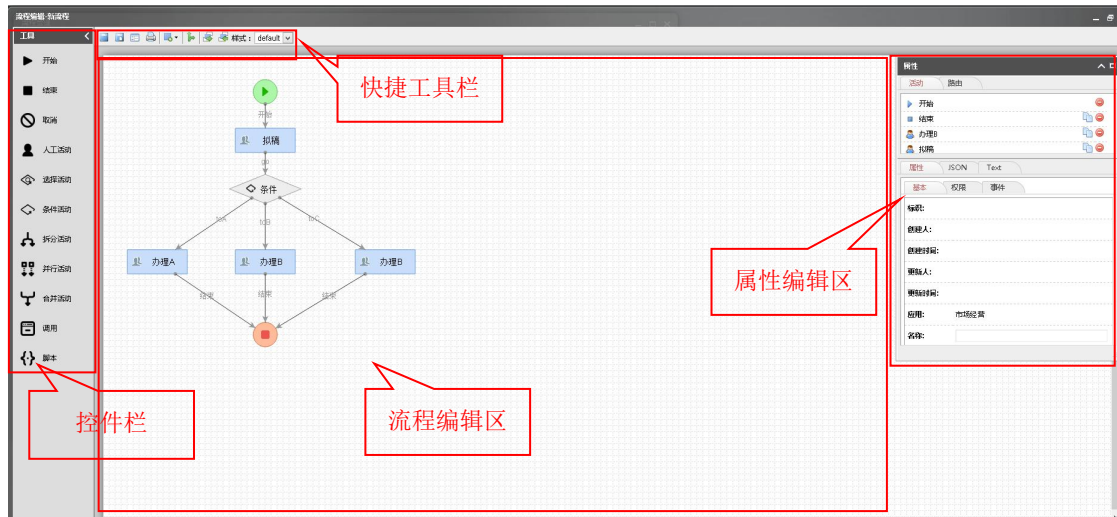 流程编辑-新流程
工具
样式： default
开始
结束
取消
人工活动
选择活动
条件活动
拆分活动
并行活动
合并活动
调用
脚本
控件栏
快捷工具栏
开始
拟稿
go
条件
toA
toB
toC
办理A
办理B
办理B
结束
结束
结束
流程编辑区
属性编辑区
属性
活动 路由
开始
结束
办理B
拟稿
属性 JSON Text
基本 权限 事件
标识:
创建人:
创建时间:
更新人:
更新时间:
应用: 市场经营
名称: